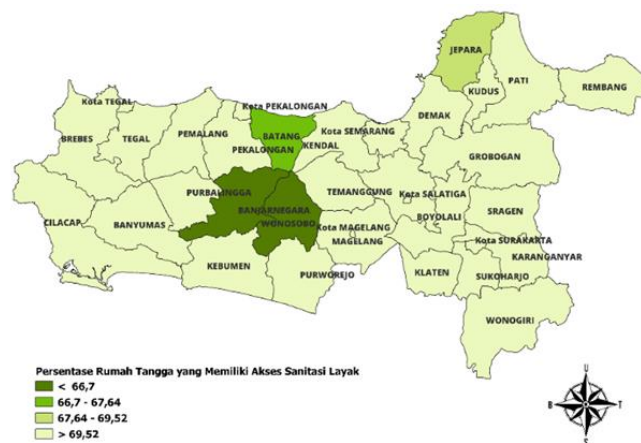 JEPARA
PATI
REMBANG
KUDUS
Kota TEGAL
Kota PEKALONGAN
DEMAK
BREBES
TEGAL
PEMALANG
BATANG
Kota SEMARANG
PEKALONGAN
KENDAL
GROBOGAN
PURBALINGGA
TEMANGGUNG
Kota SALATIGA
CILACAP
BANYUMAS
BANJARNEGARA
WONOSOBO
BOYOLALI
SRAGEN
Kota MAGELANG
MAGELANG
Kota SURAKARTA
KARANGANYAR
KEBUMEN
PURWOREJO
KLATEN
SUKOHARJO
WONOGIRI
Persentase Rumah Tangga yang Memiliki Akses Sanitasi Layak
< 66,7
66,7 - 67,64
67,64 - 69,52
> 69,52
U
B T
S